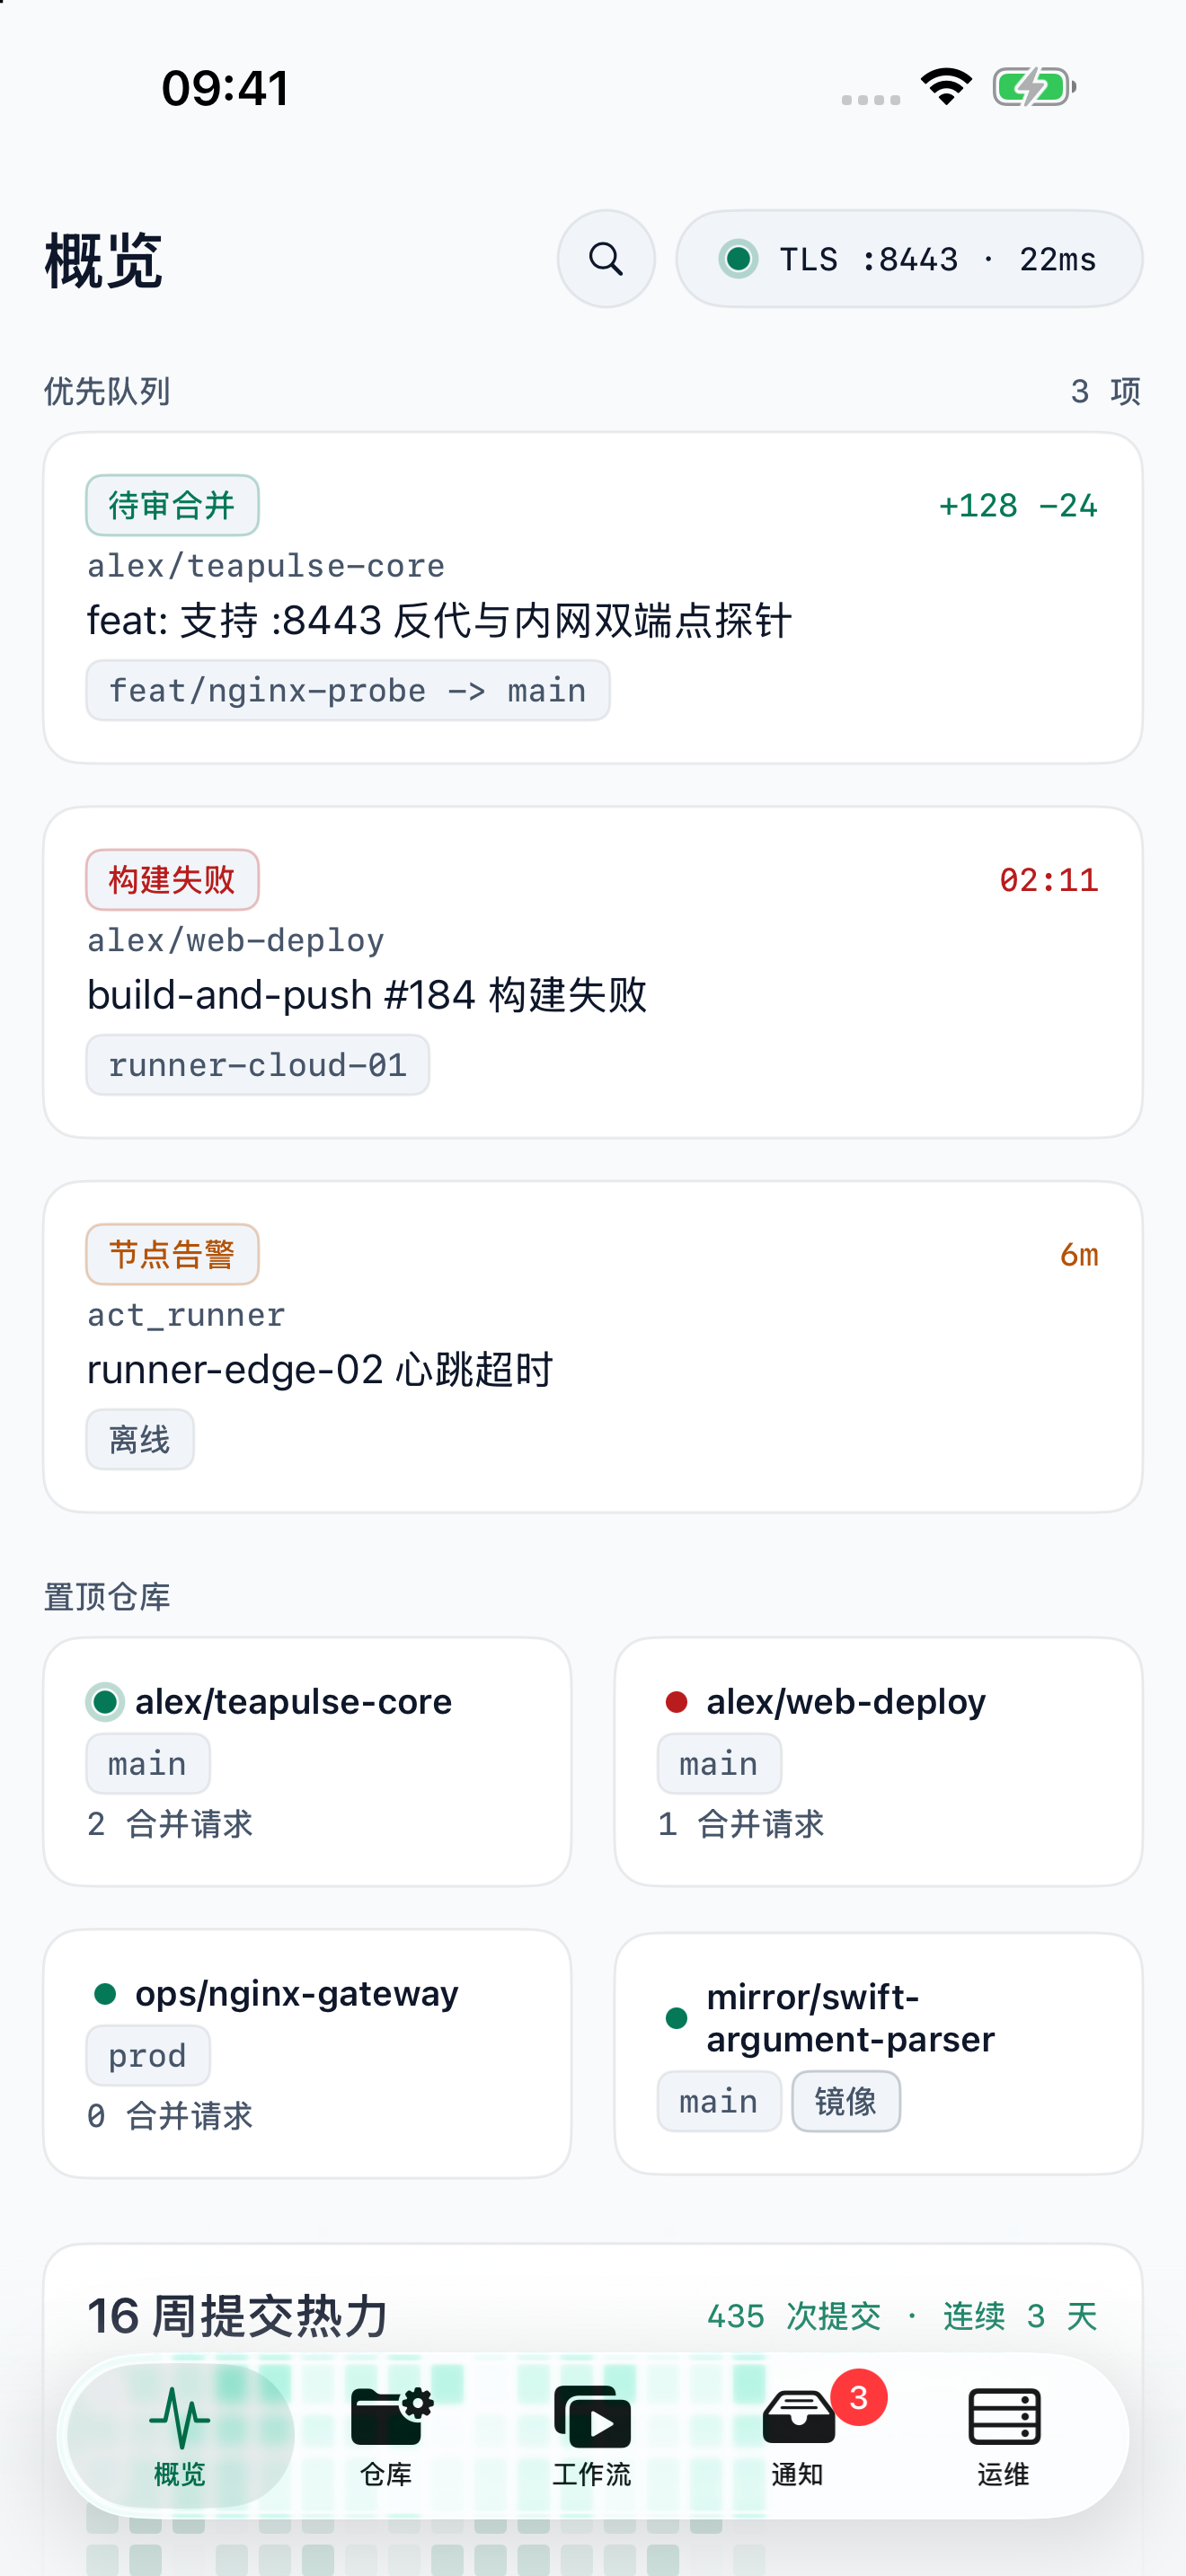 09:41
概览
TLS :8443 · 22ms
优先队列
3 项
待审合并
+128 −24
alex/teapulse-core
feat: 支持 :8443 反代与内网双端点探针
feat/nginx-probe -> main
构建失败
02:11
alex/web-deploy
build-and-push #184 构建失败
runner-cloud-01
节点告警
6m
act_runner
runner-edge-02 心跳超时
离线
置顶仓库
alex/teapulse-core
main
2 合并请求
alex/web-deploy
main
1 合并请求
ops/nginx-gateway
prod
0 合并请求
mirror/swift-
argument-parser
main 镜像
16 周提交热力
435 次提交 · 连续 3 天
3
概览
仓库
工作流
通知
运维